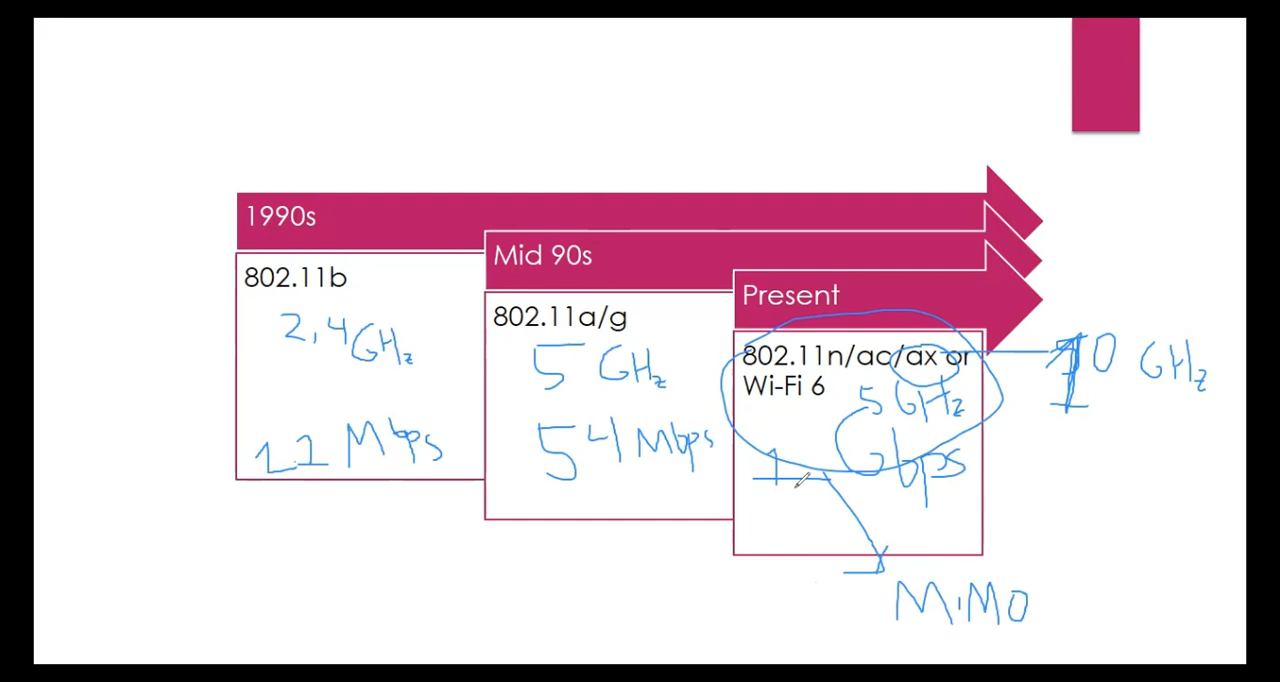 1990s
802.11b
2,4 GHz
11 Mbps
Mid 90s
802.11a/g
5 GHz
54 Mbps
Present
802.11n/ac/ax or
Wi-Fi 6
5 GHz
1 Gbps
10 GHz
MiMO